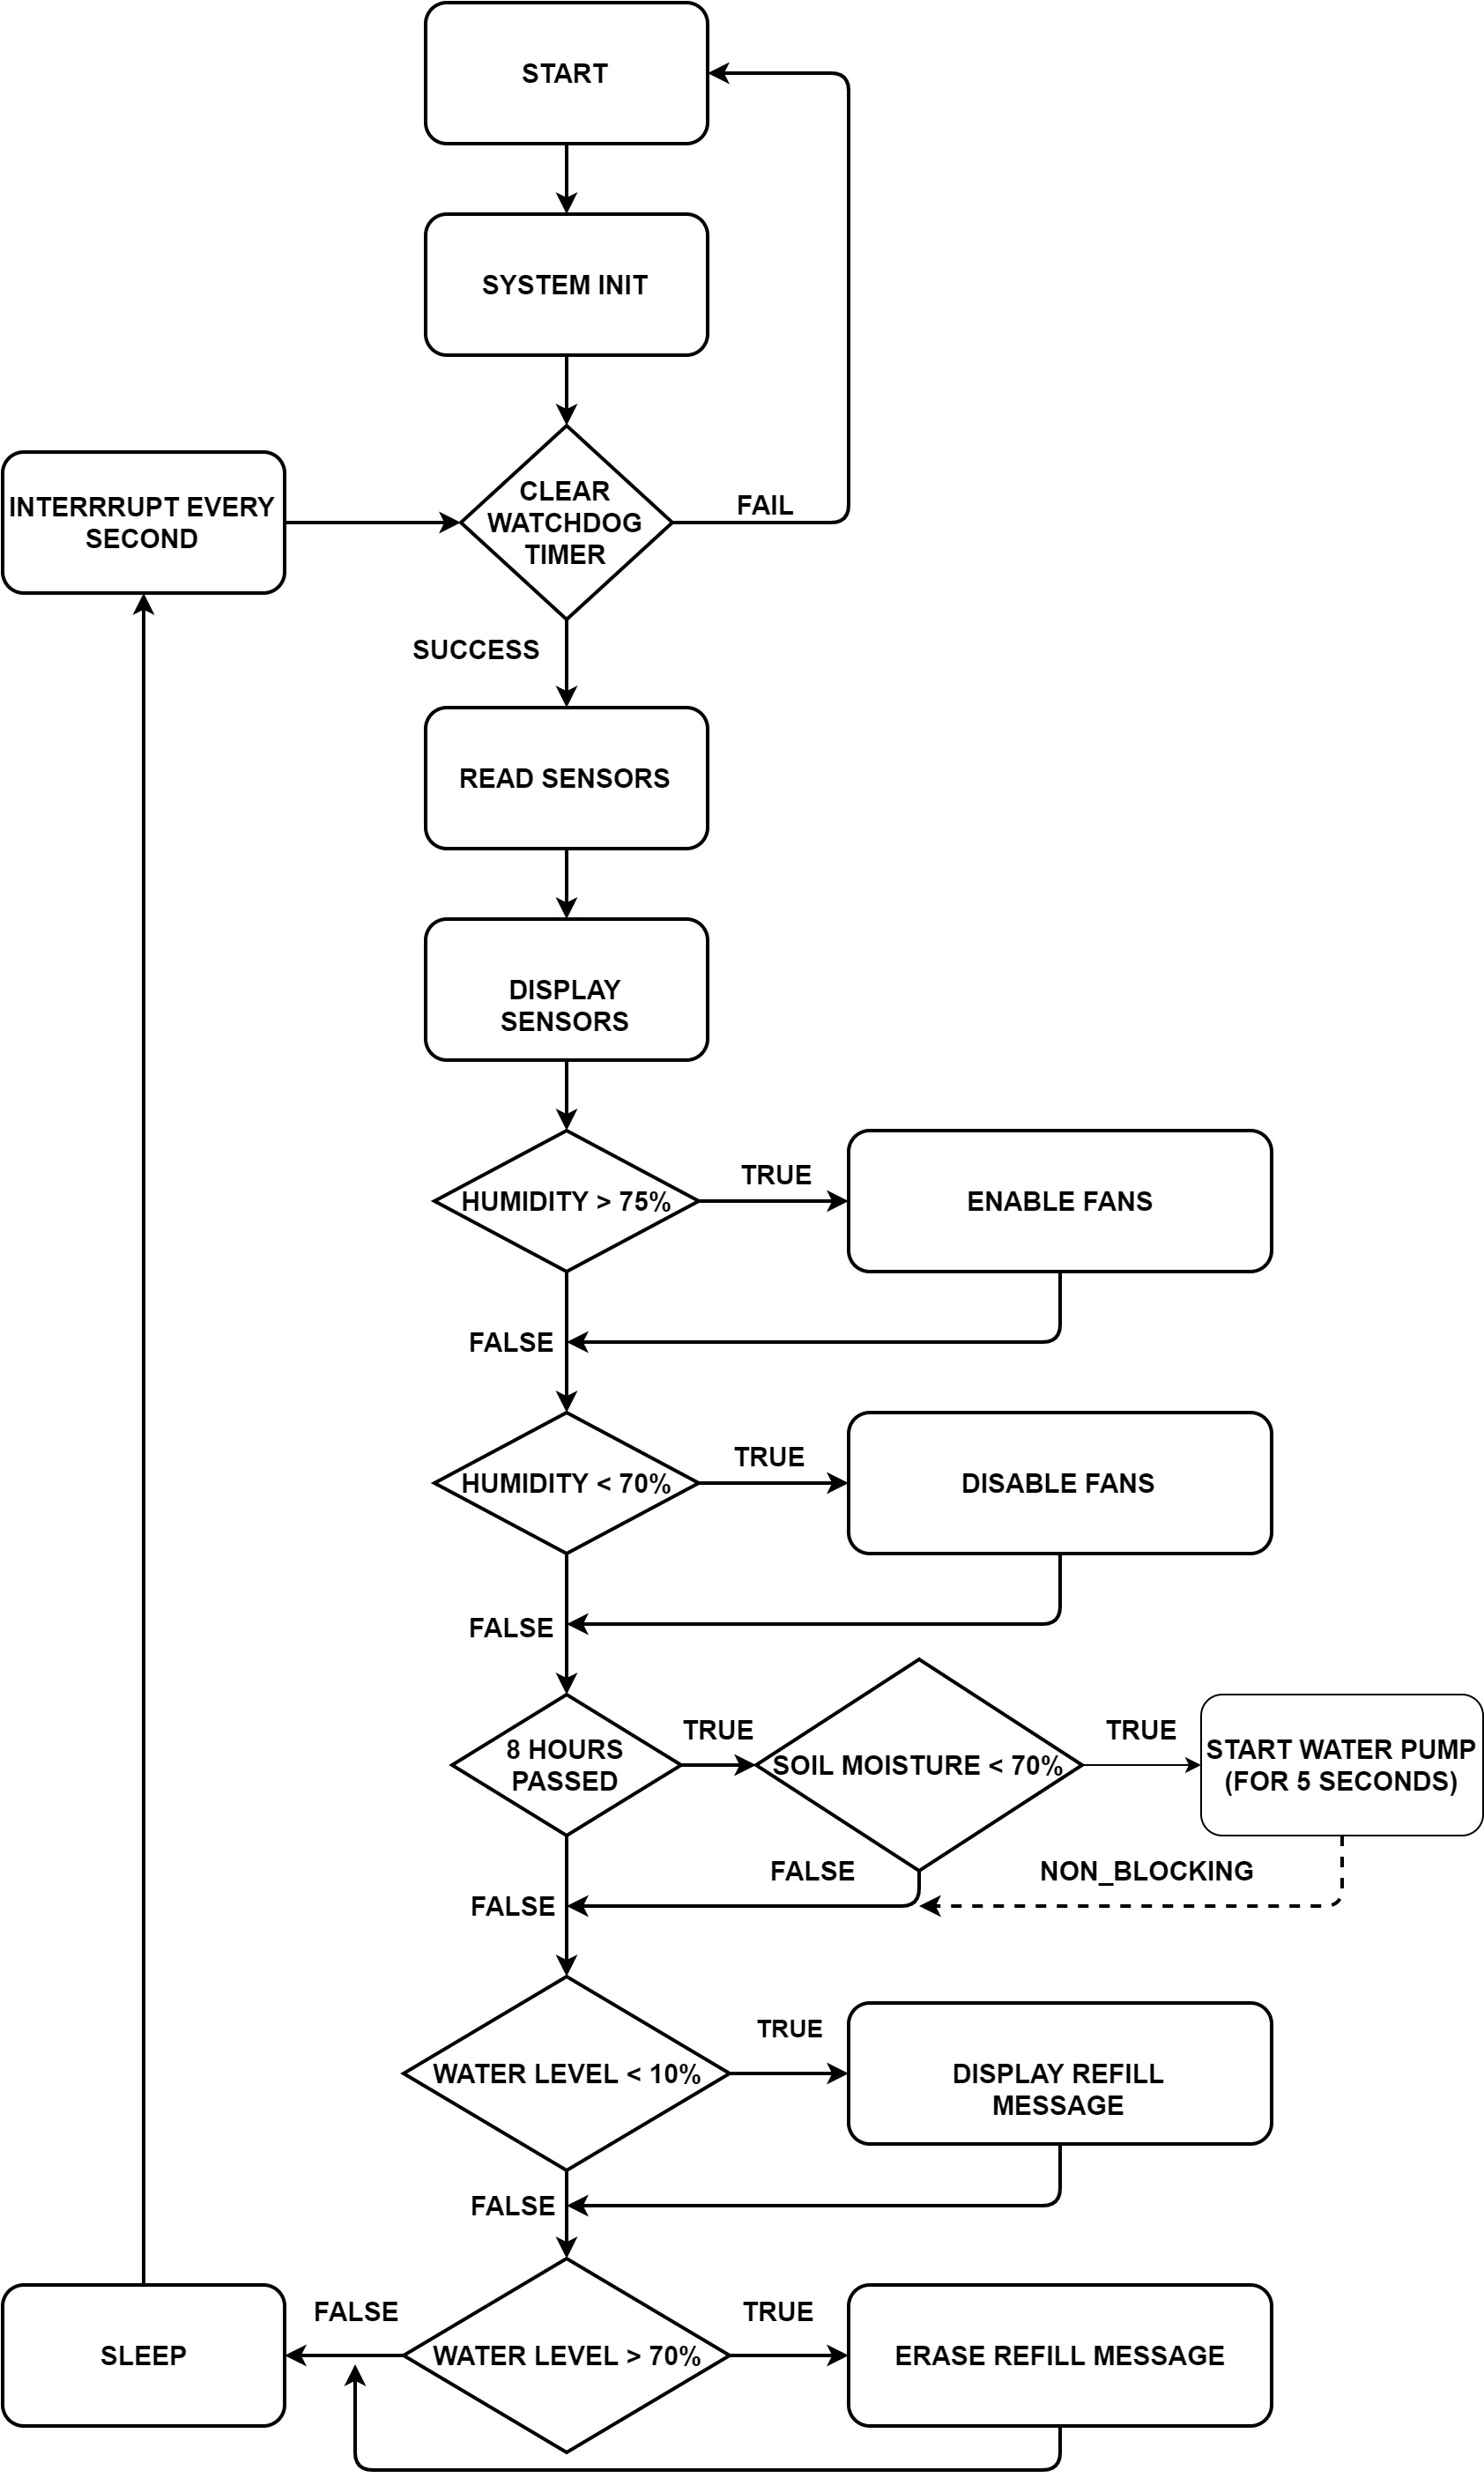 START
SYSTEM INIT
INTERRRUPT EVERY
SECOND
CLEAR
WATCHDOG
TIMER
FAIL
SUCCESS
READ SENSORS
DISPLAY
SENSORS
HUMIDITY > 75%
TRUE
ENABLE FANS
FALSE
HUMIDITY < 70%
TRUE
DISABLE FANS
FALSE
8 HOURS
PASSED
TRUE
SOIL MOISTURE < 70%
TRUE
START WATER PUMP
(FOR 5 SECONDS)
FALSE
NON_BLOCKING
FALSE
WATER LEVEL < 10%
TRUE
DISPLAY REFILL
MESSAGE
FALSE
WATER LEVEL > 70%
TRUE
ERASE REFILL MESSAGE
FALSE
SLEEP